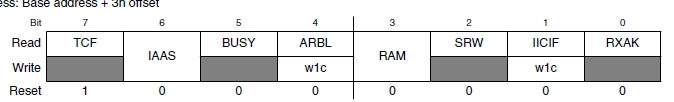 ess: Base address + 3h offset
Bit 7 6 5 4 3 2 1 0
Read TCF IAAS BUSY ARBL RAM SRW IICIF RXAK
Write w1c w1c
Reset 1 0 0 0 0 0 0 0